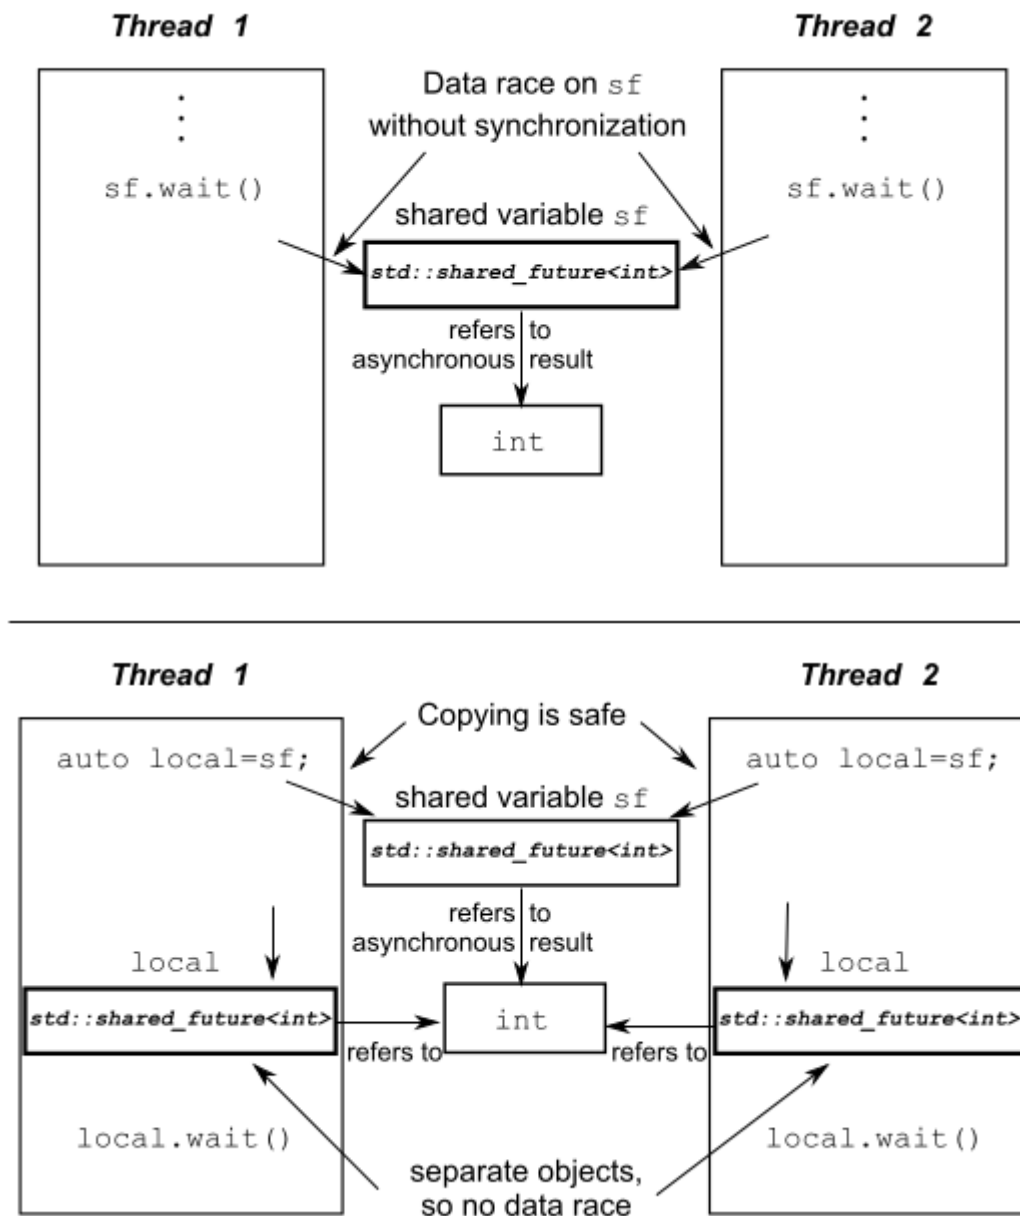 Thread 1
Thread 2
Data race on sf
without synchronization
sf.wait()
sf.wait()
shared variable sf
std::shared_future<int>
refers to
asynchronous result
int
Thread 1
Thread 2
Copying is safe
auto local=sf;
auto local=sf;
shared variable sf
std::shared_future<int>
refers to
asynchronous result
local
local
std::shared_future<int>
int
std::shared_future<int>
refers to
refers to
local.wait()
local.wait()
separate objects,
so no data race